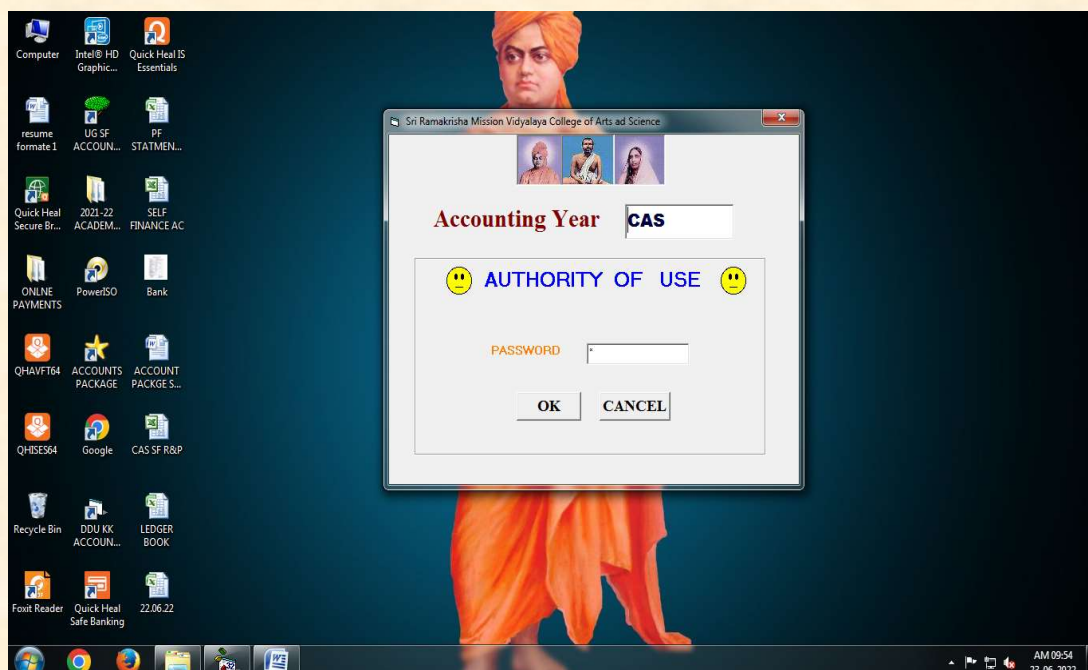 Computer
Intel® HD
Graphic...
Quick Heal IS
Essentials
resume
formate 1
UG SF
ACCOUN...
PF
STATMEN...
Quick Heal
Secure Br...
2021-22
ACADEM...
SELF
FINANCE AC
ONLNE
PAYMENTS
PowerISO
Bank
QHAVFT64
ACCOUNTS
PACKAGE
ACCOUNT
PACKGE S...
QHISES64
Google
CAS SF R&P
Recycle Bin
DDU KK
ACCOUN...
LEDGER
BOOK
Foxit Reader
Quick Heal
Safe Banking
22.06.22
Sri Ramakrisha Mission Vidyalaya College of Arts ad Science
Accounting Year CAS
AUTHORITY OF USE
PASSWORD *
OK CANCEL
AM 09:54
23-06-2022